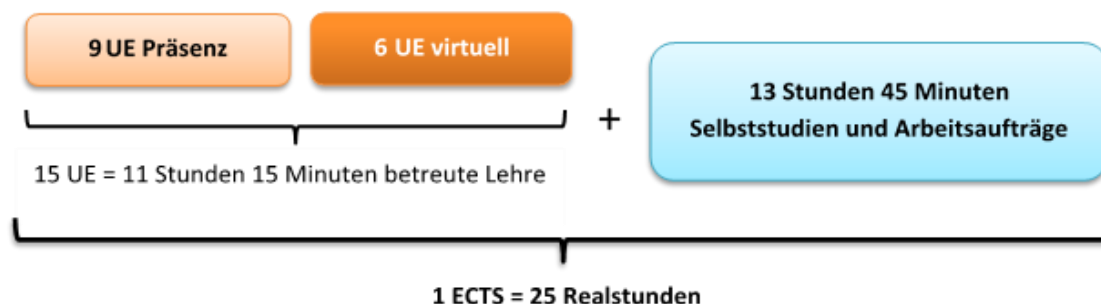 9 UE Präsenz
6 UE virtuell
+
13 Stunden 45 Minuten
Selbststudien und Arbeitsaufträge
15 UE = 11 Stunden 15 Minuten betreute Lehre
1 ECTS = 25 Realstunden